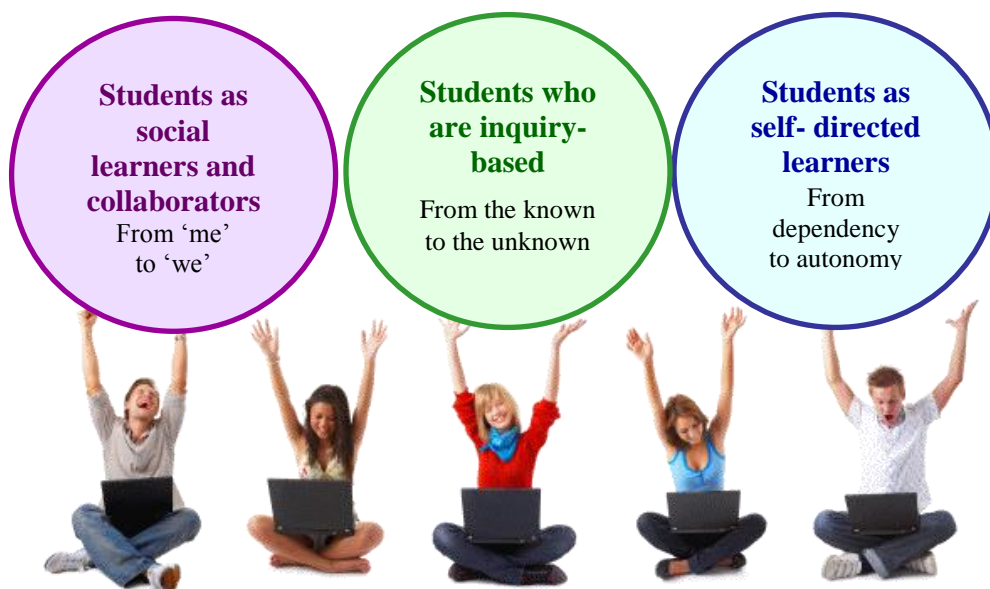 Students as
social
learners and
collaborators
From ‘me’
to ‘we’
Students who
are inquiry-
based
From the known
to the unknown
Students as
self- directed
learners
From
dependency
to autonomy